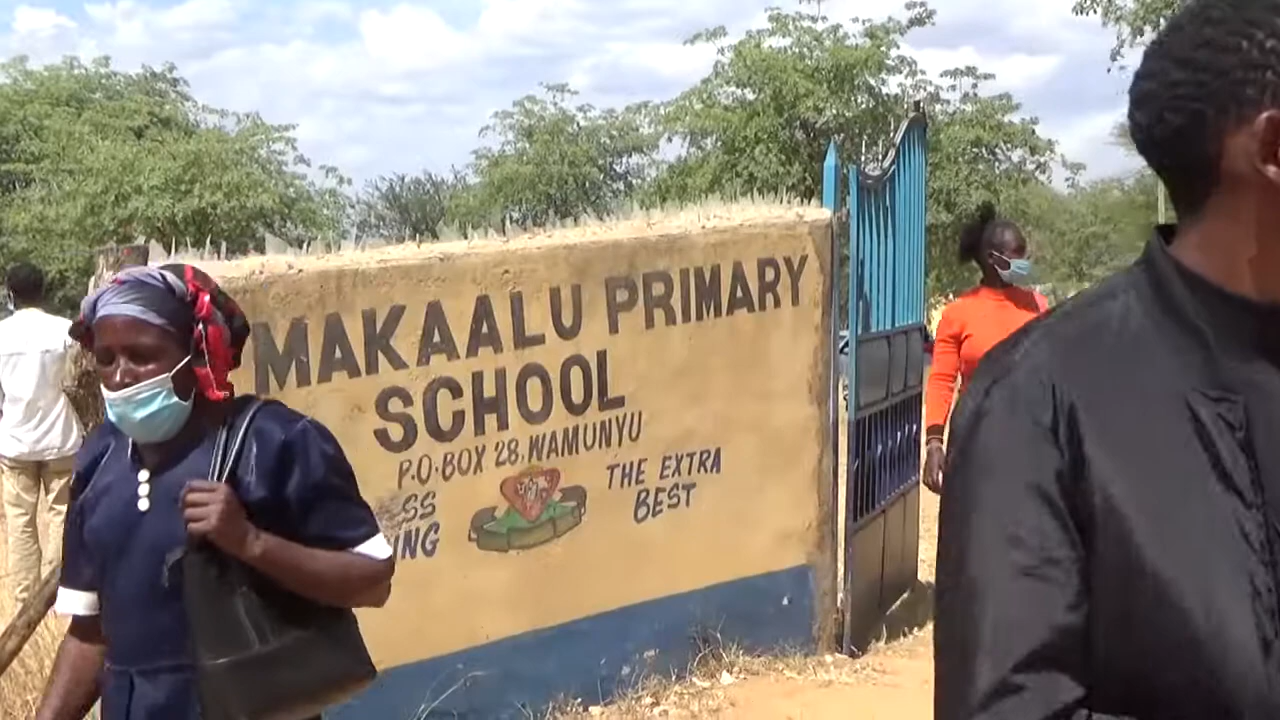 MAKAALU PRIMARY
SCHOOL
P.O. BOX 28, WAMUNYU
THE EXTRA
BEST